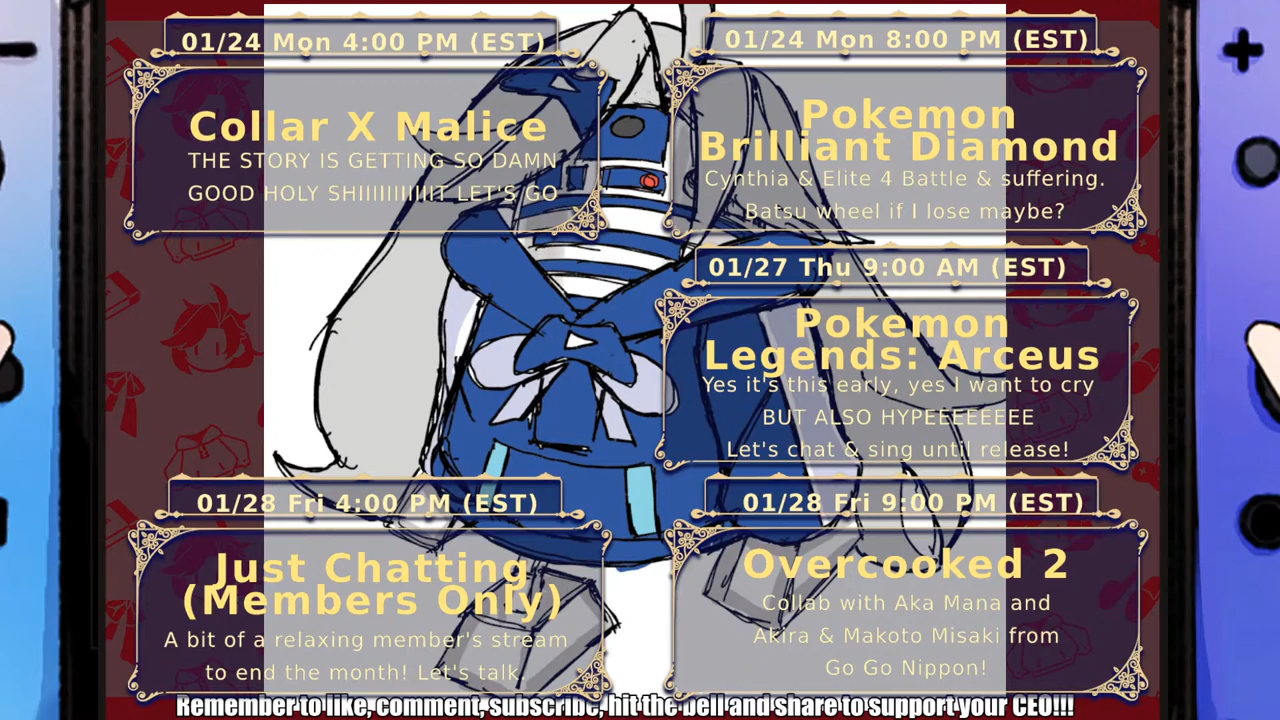 01/24 Mon 4:00 PM (EST)
Collar X Malice
THE STORY IS GETTING SO DAMN
GOOD HOLY SHIIIIIIIIIIT LET'S GO
01/24 Mon 8:00 PM (EST)
Pokemon
Brilliant Diamond
Cynthia & Elite 4 Battle & suffering.
Batsu wheel if I lose maybe?
01/27 Thu 9:00 AM (EST)
Pokemon
Legends: Arceus
Yes it's this early, yes I want to cry
BUT ALSO HYPEEEEEEEE
Let's chat & sing until release!
01/28 Fri 4:00 PM (EST)
Just Chatting
(Members Only)
A bit of a relaxing member's stream
to end the month! Let's talk.
01/28 Fri 9:00 PM (EST)
Overcooked 2
Collab with Aka Mana and
Akira & Makoto Misaki from
Go Go Nippon!
Remember to like, comment, subscribe, hit the bell and share to support your CEO!!!